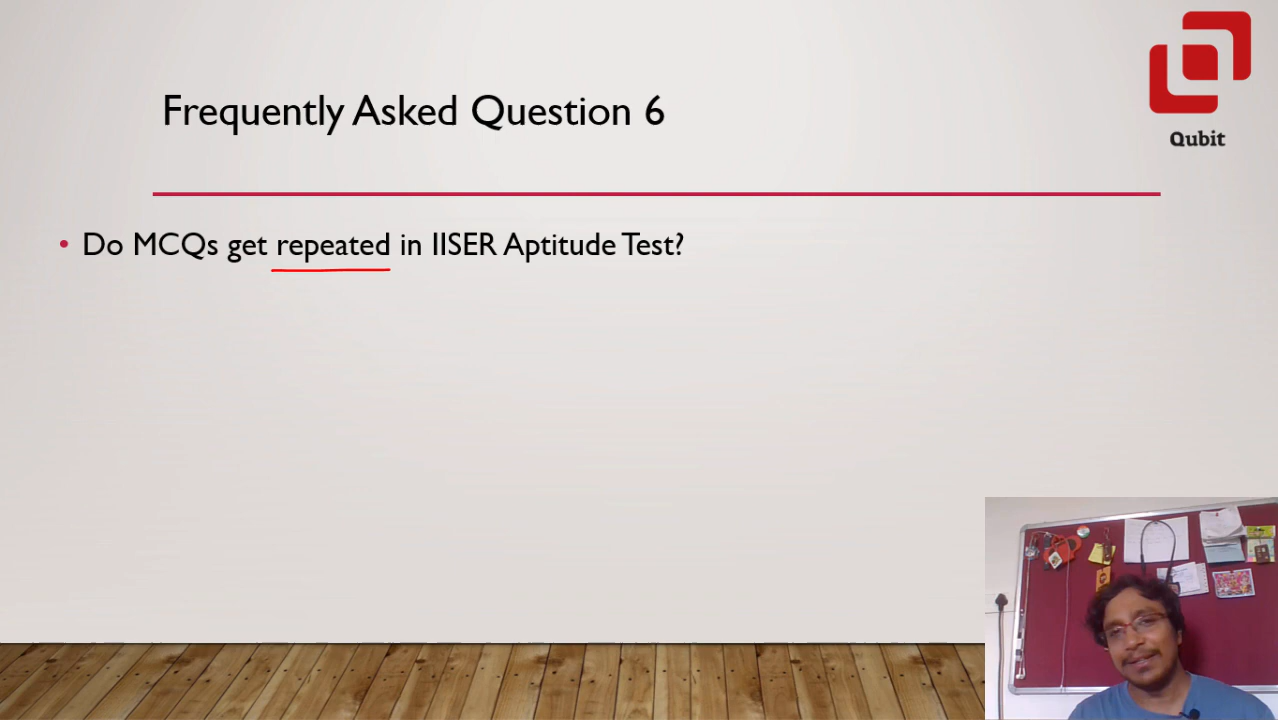 Frequently Asked Question 6
Qubit
• Do MCQs get repeated in IISER Aptitude Test?